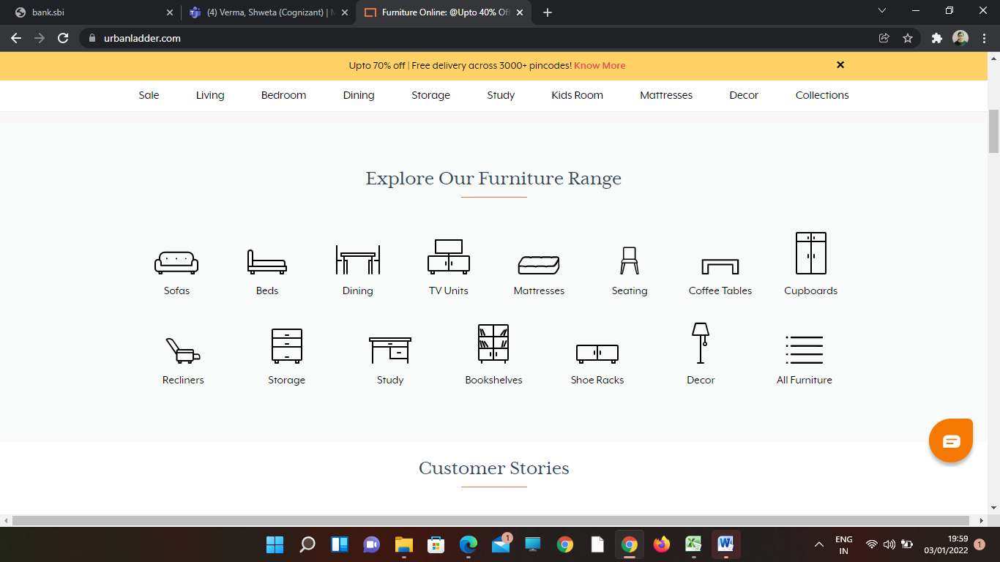 bank.sbi
(4) Verma, Shweta (Cognizant) |
Furniture Online: @Upto 40% Of
urbanladder.com
Upto 70% off | Free delivery across 3000+ pincodes! Know More
Sale Living Bedroom Dining Storage Study Kids Room Mattresses Decor Collections
Explore Our Furniture Range
Sofas Beds Dining TV Units Mattresses Seating Coffee Tables Cupboards
Recliners Storage Study Bookshelves Shoe Racks Decor All Furniture
Customer Stories
1
ENG
IN
19:59
03/01/2022
1